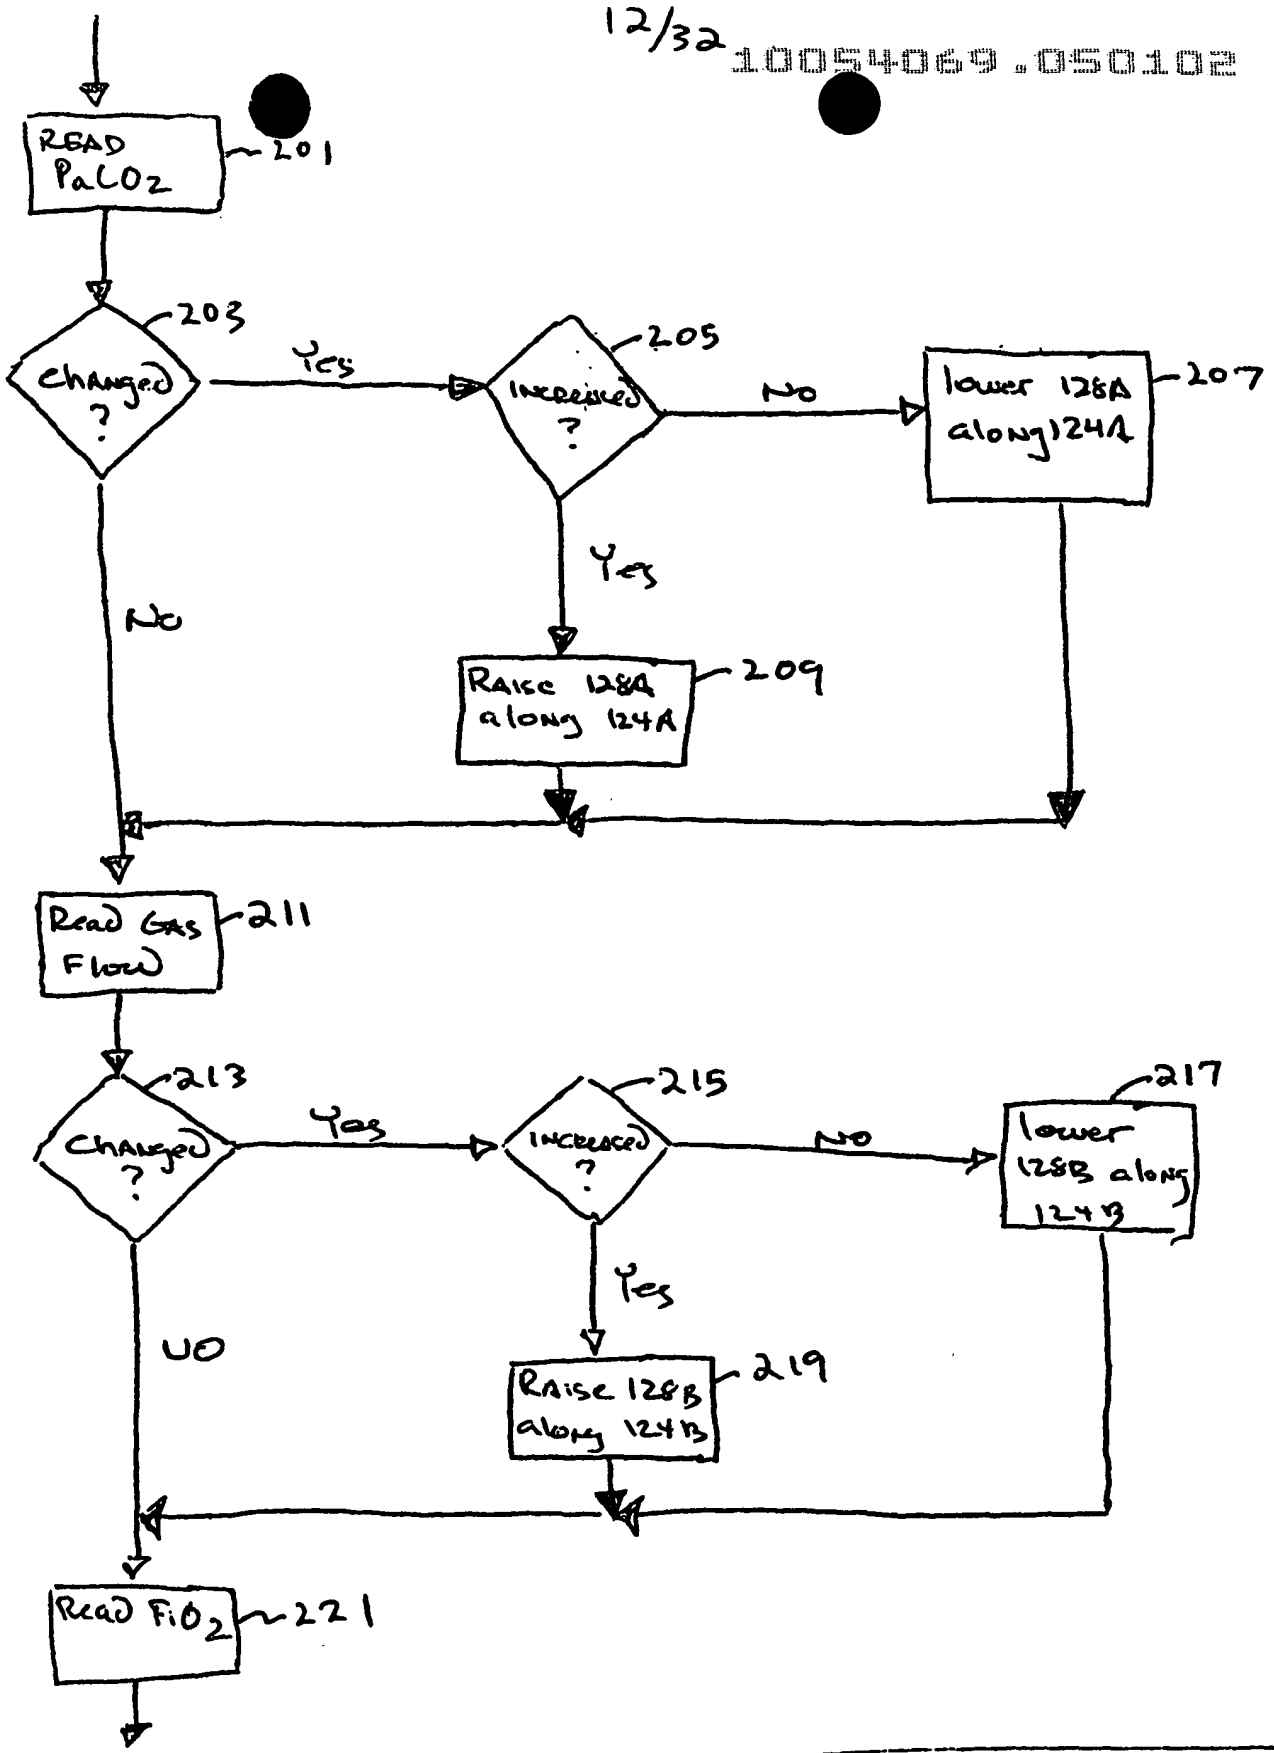 12/32
10054069.050102
READ
PaCO2
201
203
Changed
?
Yes
205
INCREASED
?
No
lower 128A
along 124A
207
No
Yes
Raise 128A
along 124A
209
Read GAS
Flow
211
213
Changed
?
Yes
215
INCREASED
?
No
217
lower
128B along
124B
NO
Yes
Raise 128B
along 124B
219
Read FiO2
221